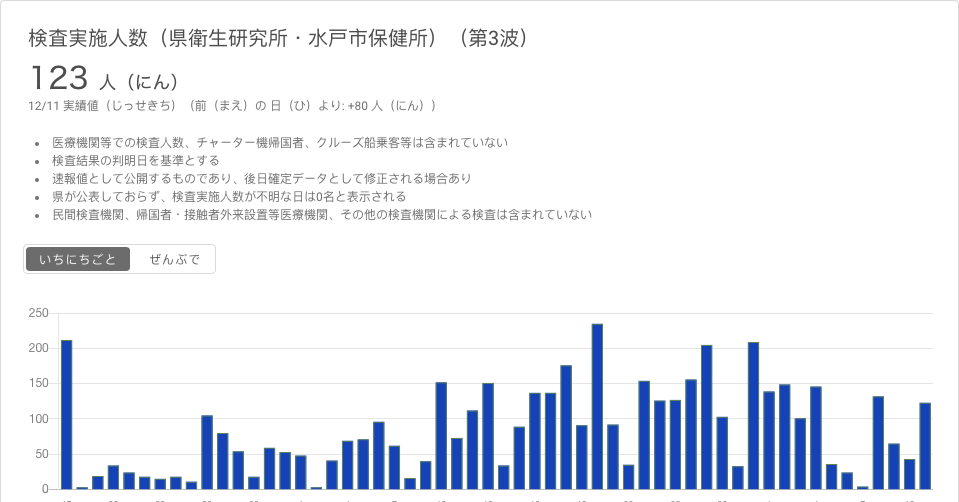 検査実施人数（県衛生研究所・水戸市保健所）（第3波）
123 人（にん）
12/11 実績値（じっせきち）（前（まえ）の 日（ひ）より: +80 人（にん））
医療機関等での検査人数、チャーター機帰国者、クルーズ船乗客等は含まれていない
検査結果の判明日を基準とする
速報値として公開するものであり、後日確定データとして修正される場合あり
県が公表しておらず、検査実施人数が不明な日は0名と表示される
民間検査機関、帰国者・接触者外来設置等医療機関、その他の検査機関による検査は含まれていない
いちにちごと ぜんぶで
250
200
150
100
50
0